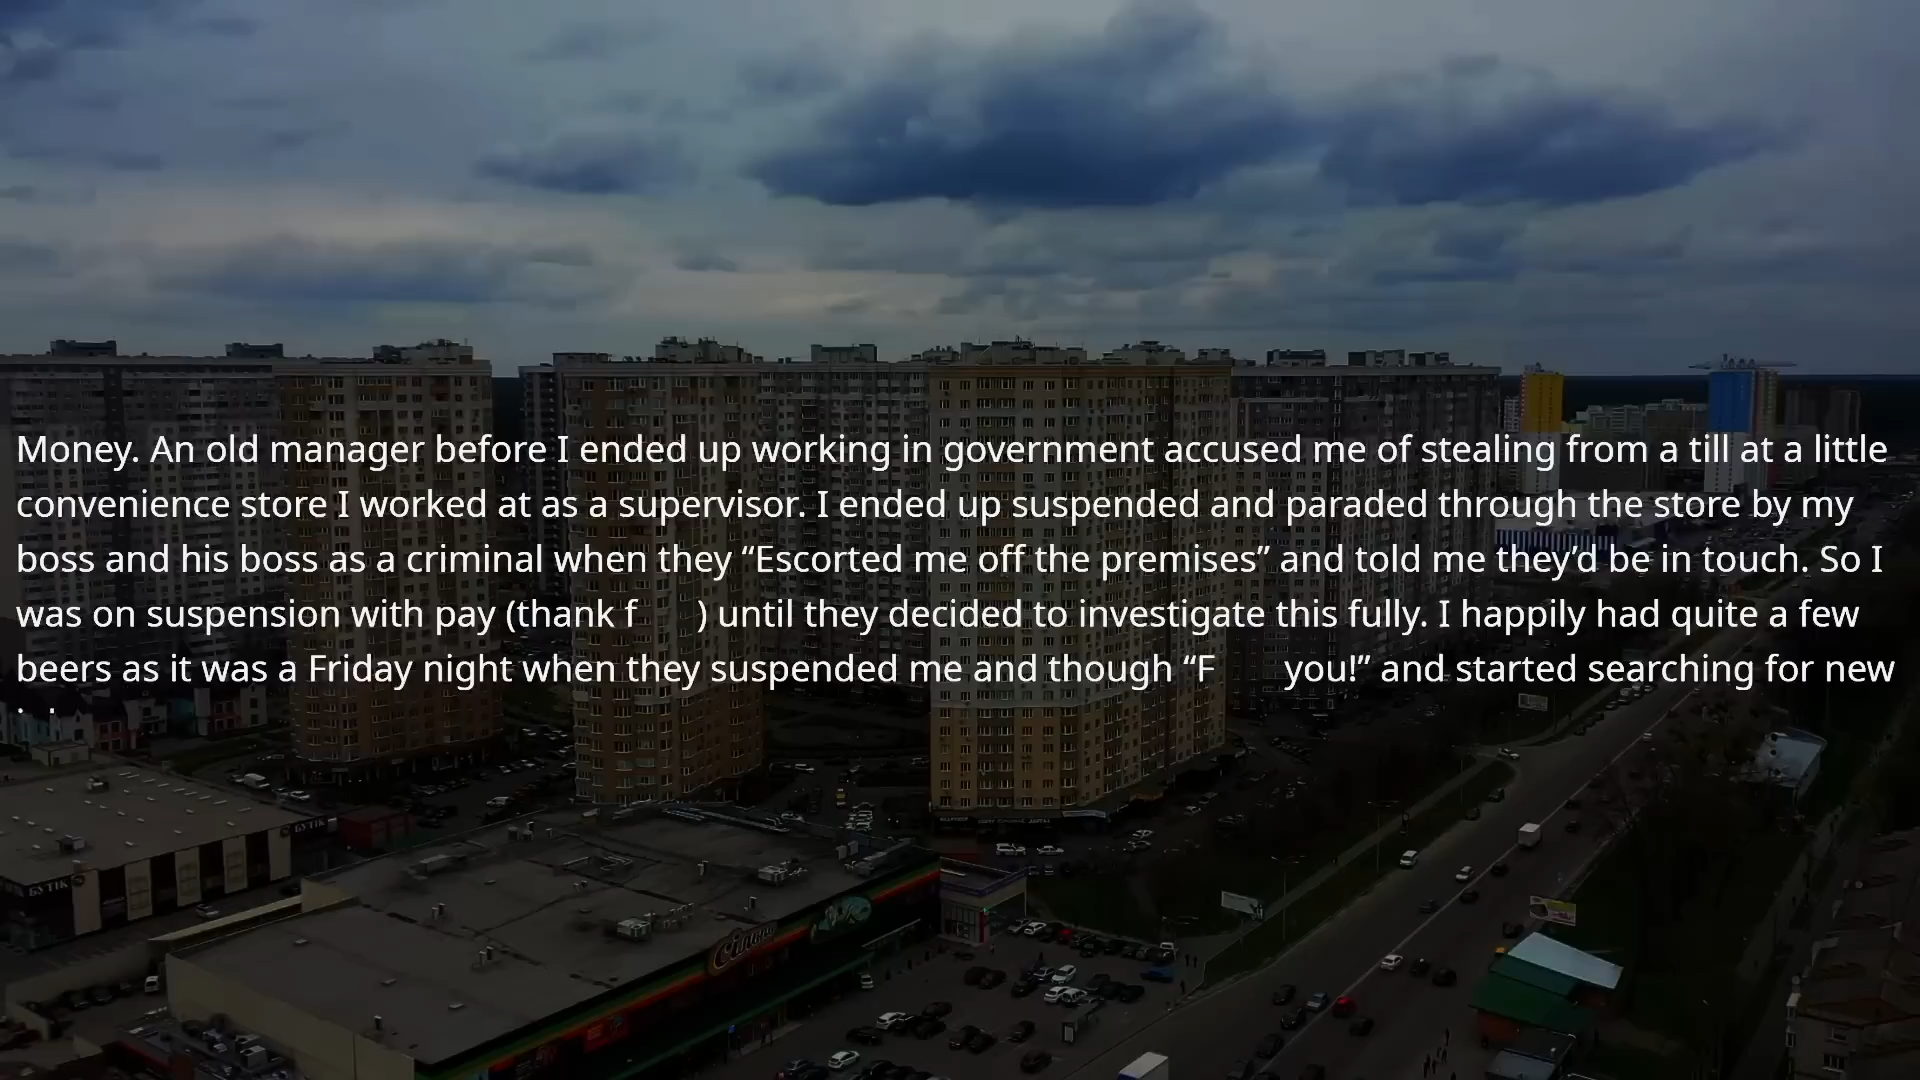 Money. An old manager before I ended up working in government accused me of stealing from a till at a little
convenience store I worked at as a supervisor. I ended up suspended and paraded through the store by my
boss and his boss as a criminal when they “Escorted me off the premises” and told me they’d be in touch. So I
was on suspension with pay (thank f ) until they decided to investigate this fully. I happily had quite a few
beers as it was a Friday night when they suspended me and though “F you!” and started searching for new
БУТІК
БУТІК
Сільпо